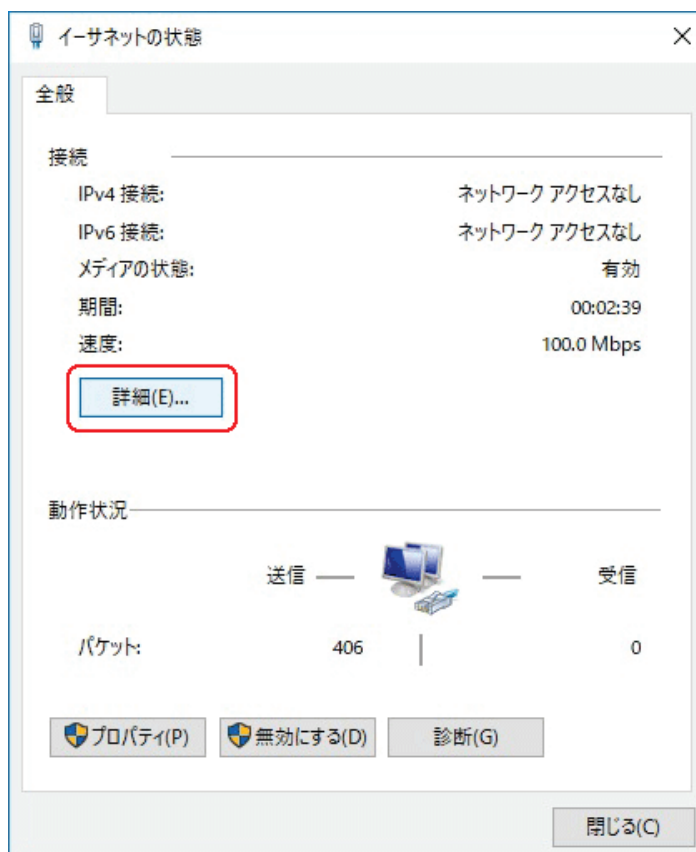 イーサネットの状態
全般
接続
IPv4 接続: ネットワーク アクセスなし
IPv6 接続: ネットワーク アクセスなし
メディアの状態: 有効
期間: 00:02:39
速度: 100.0 Mbps
詳細(E)...
動作状況
送信 受信
パケット: 406 0
プロパティ(P) 無効にする(D) 診断(G)
閉じる(C)